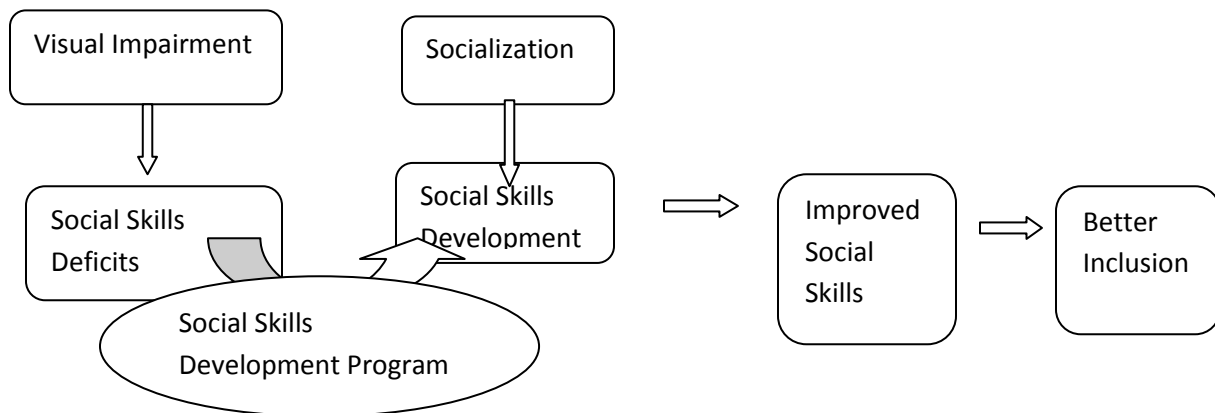 Visual Impairment
Socialization
Social Skills
Deficits
Social Skills
Development
Social Skills
Development Program
Improved
Social
Skills
Better
Inclusion